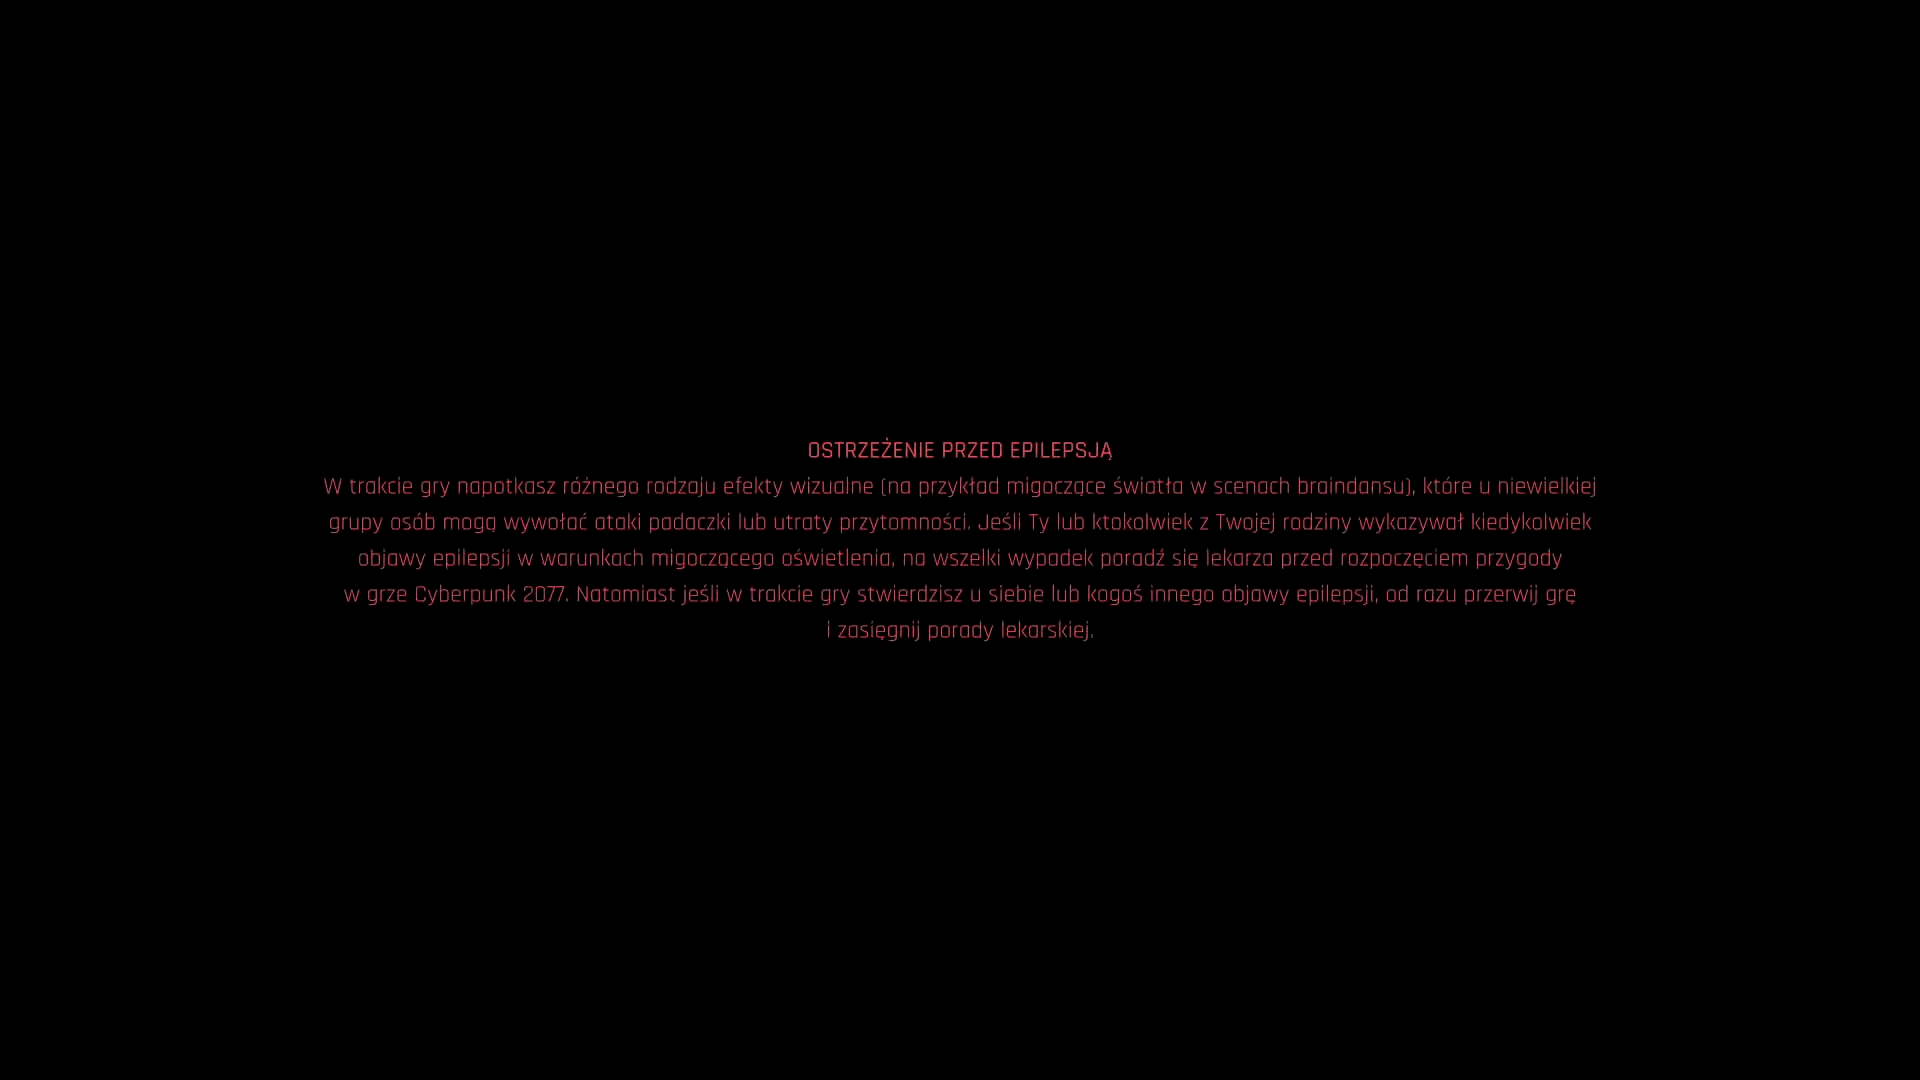 OSTRZEŻENIE PRZED EPILEPSJĄ
W trakcie gry napotkasz różnego rodzaju efekty wizualne (na przykład migoczące światła w scenach braindansu), które u niewielkiej
grupy osób mogą wywołać ataki padaczki lub utraty przytomności. Jeśli Ty lub ktokolwiek z Twojej rodziny wykazywał kiedykolwiek
objawy epilepsji w warunkach migoczącego oświetlenia, na wszelki wypadek poradź się lekarza przed rozpoczęciem przygody
w grze Cyberpunk 2077. Natomiast jeśli w trakcie gry stwierdzisz u siebie lub kogoś innego objawy epilepsji, od razu przerwij grę
i zasięgnij porady lekarskiej.